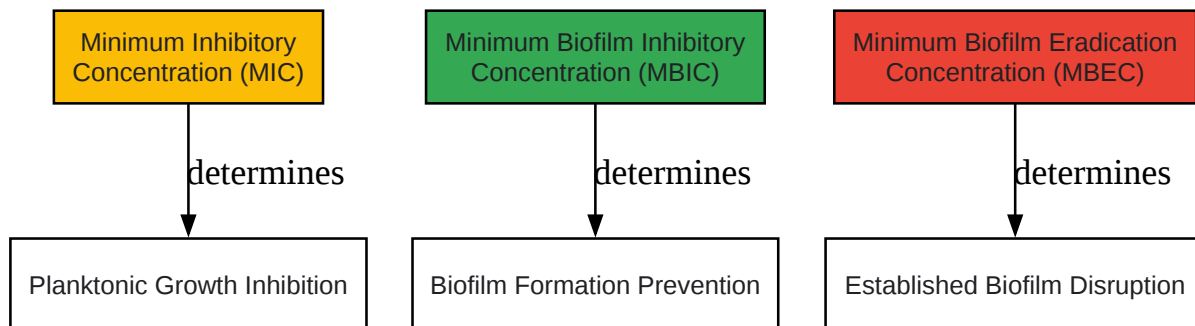 Minimum Inhibitory
Concentration (MIC)
Minimum Biofilm Inhibitory
Concentration (MBIC)
Minimum Biofilm Eradication
Concentration (MBEC)
determines
determines
determines
Planktonic Growth Inhibition
Biofilm Formation Prevention
Established Biofilm Disruption